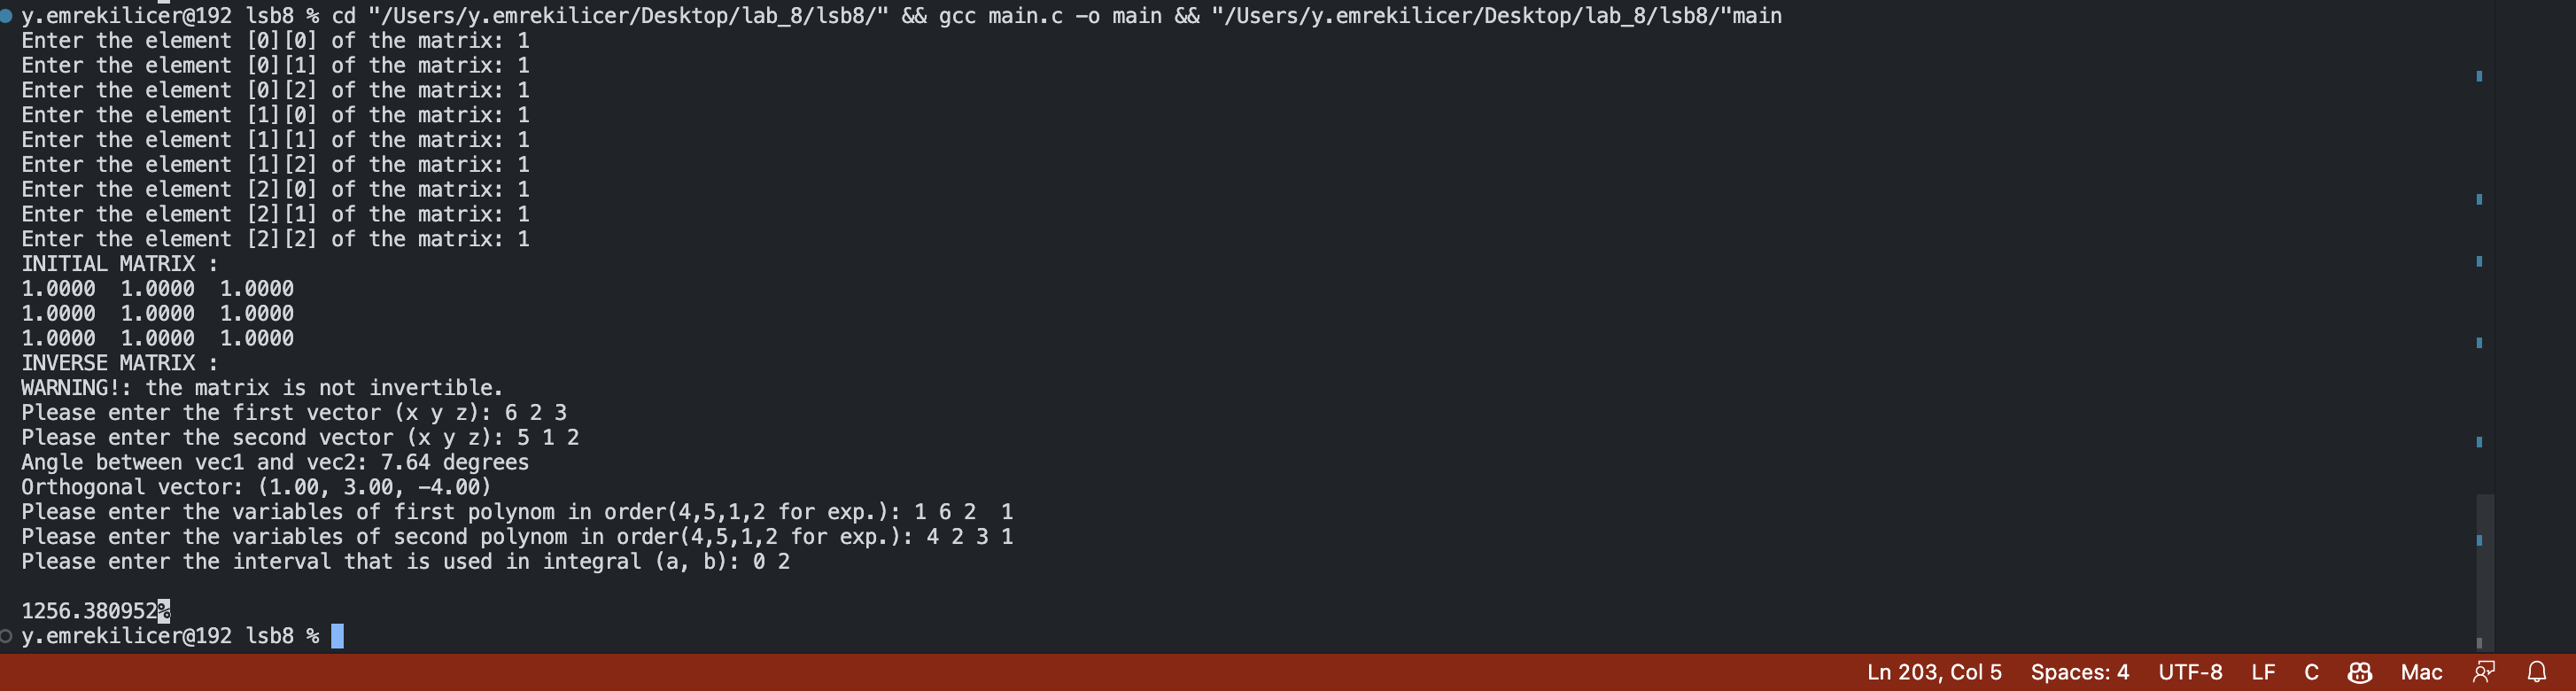 y.emrekilicer@192 lsb8 % cd "/Users/y.emrekilicer/Desktop/lab_8/lsb8/" && gcc main.c -o main && "/Users/y.emrekilicer/Desktop/lab_8/lsb8/"main
Enter the element [0][0] of the matrix: 1
Enter the element [0][1] of the matrix: 1
Enter the element [0][2] of the matrix: 1
Enter the element [1][0] of the matrix: 1
Enter the element [1][1] of the matrix: 1
Enter the element [1][2] of the matrix: 1
Enter the element [2][0] of the matrix: 1
Enter the element [2][1] of the matrix: 1
Enter the element [2][2] of the matrix: 1
INITIAL MATRIX :
1.0000  1.0000  1.0000
1.0000  1.0000  1.0000
1.0000  1.0000  1.0000
INVERSE MATRIX :
WARNING!: the matrix is not invertible.
Please enter the first vector (x y z): 6 2 3
Please enter the second vector (x y z): 5 1 2
Angle between vec1 and vec2: 7.64 degrees
Orthogonal vector: (1.00, 3.00, -4.00)
Please enter the variables of first polynom in order(4,5,1,2 for exp.): 1 6 2  1
Please enter the variables of second polynom in order(4,5,1,2 for exp.): 4 2 3 1
Please enter the interval that is used in integral (a, b): 0 2
1256.380952%
y.emrekilicer@192 lsb8 %
Ln 203, Col 5 Spaces: 4 UTF-8 LF C Mac